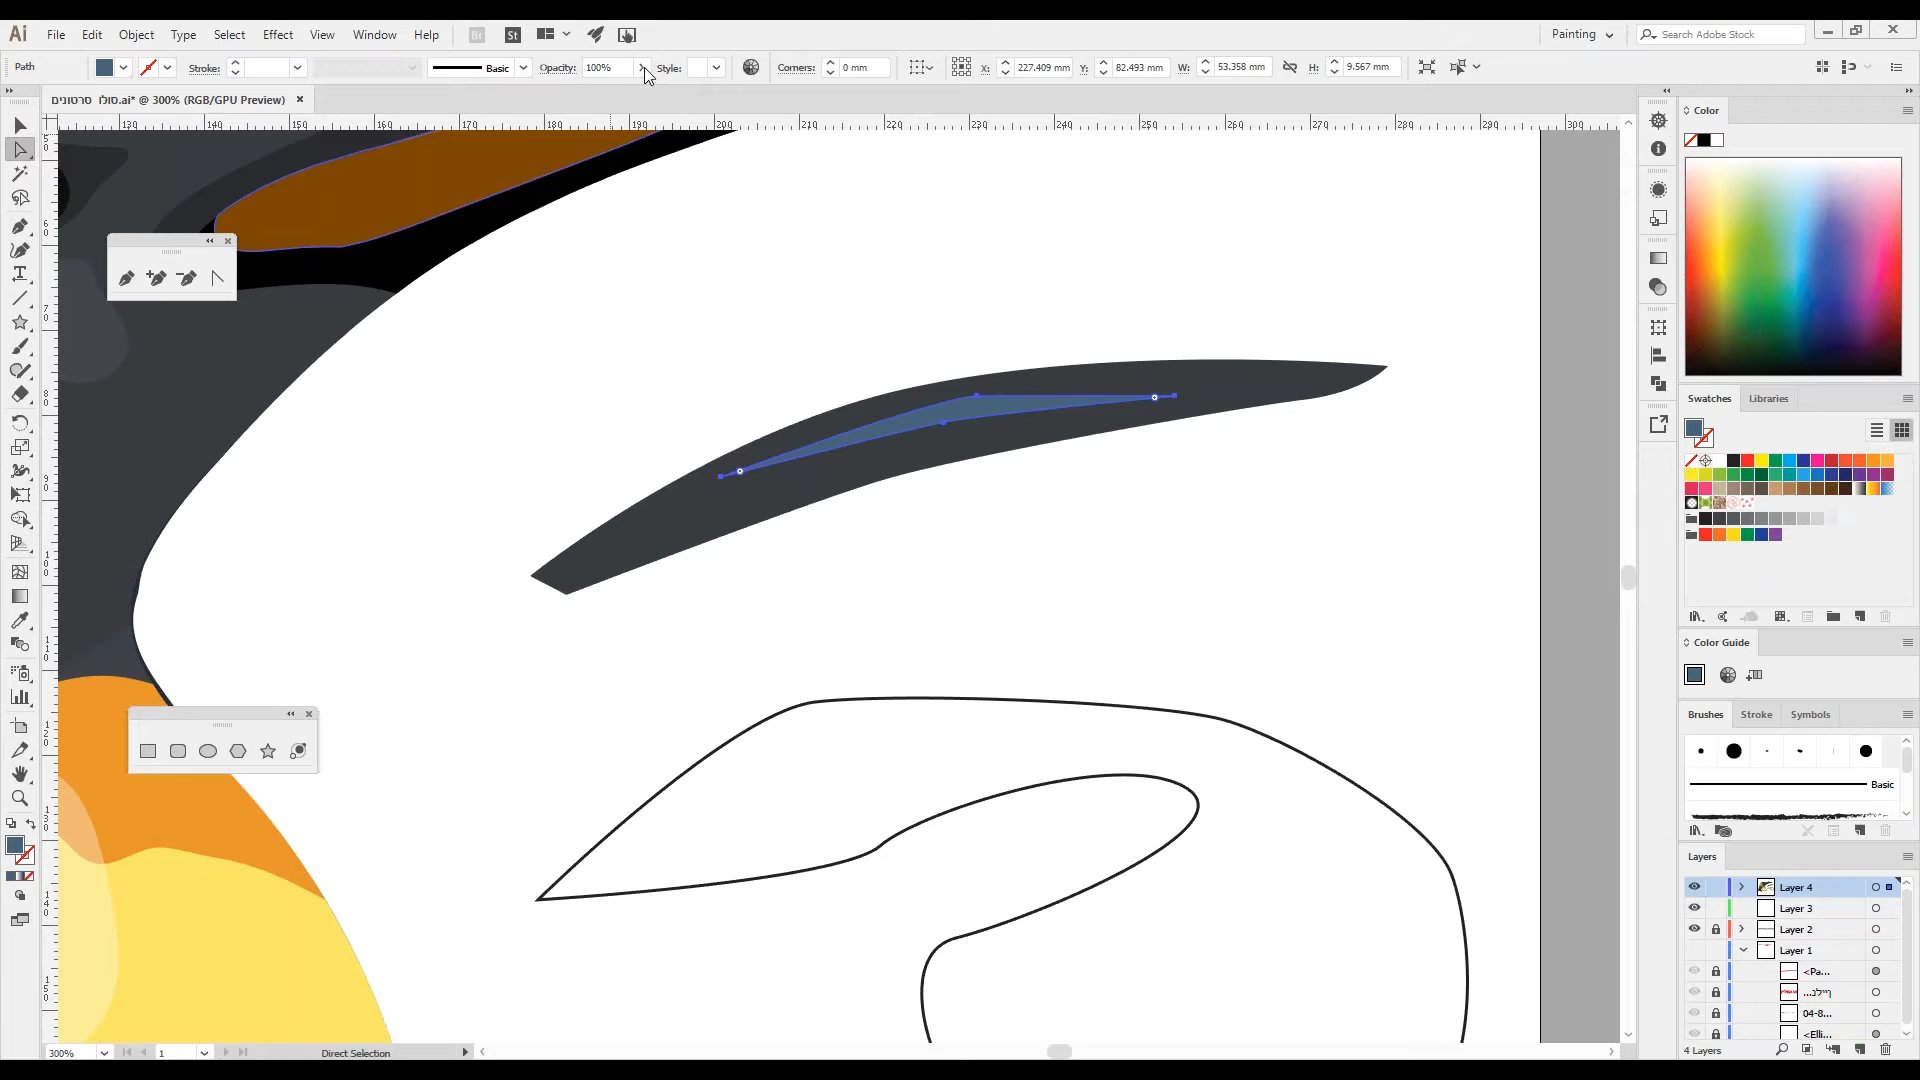 Ai File Edit Object Type Select Effect View Window Help Br St Painting Search Adobe Stock
Path Stroke: Basic Opacity: 100% Style: Corners: 0 mm X: 227.409 mm Y: 82.493 mm W: 53.358 mm H: 9.567 mm
סולו סרטונים.ai* @ 300% (RGB/GPU Preview)
130 140 150 160 170 180 190 200 210 220 230 240 250 260 270 280 290 300
Color
Swatches Libraries
Color Guide
Brushes Stroke Symbols
Basic
Layers
Layer 4
Layer 3
Layer 2
Layer 1
<Pa...
04-8...
<Elli...
4 Layers
300% 1 Direct Selection